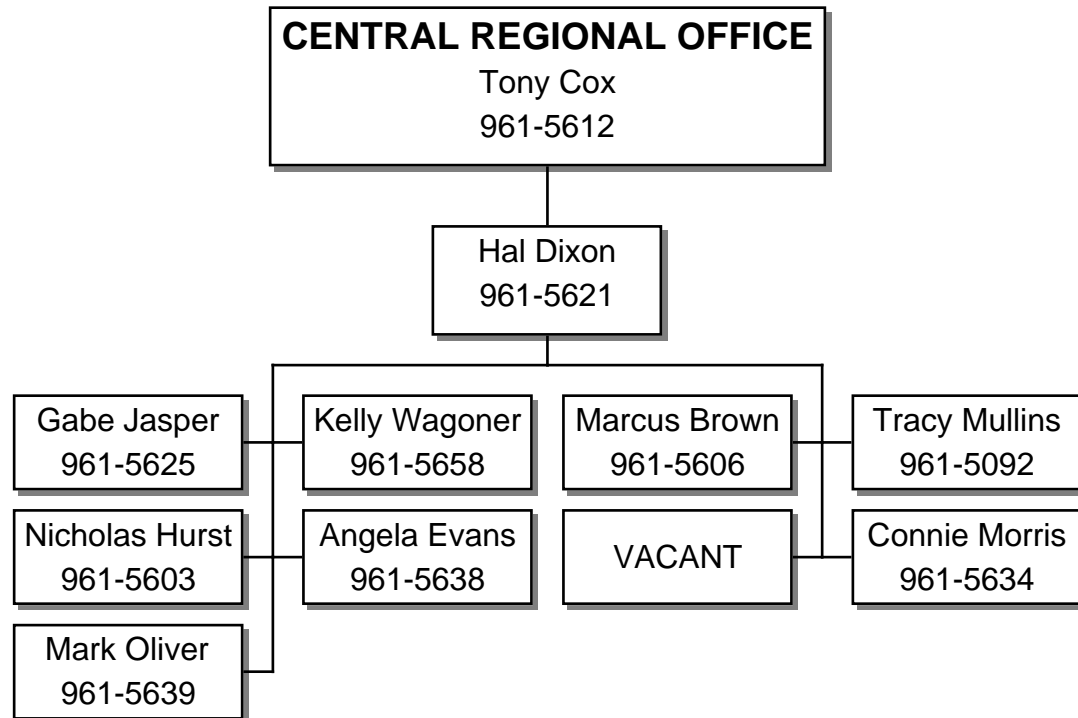 CENTRAL REGIONAL OFFICE
Tony Cox
961-5612
Hal Dixon
961-5621
Gabe Jasper
961-5625
Kelly Wagoner
961-5658
Marcus Brown
961-5606
Tracy Mullins
961-5092
Nicholas Hurst
961-5603
Angela Evans
961-5638
VACANT
Connie Morris
961-5634
Mark Oliver
961-5639